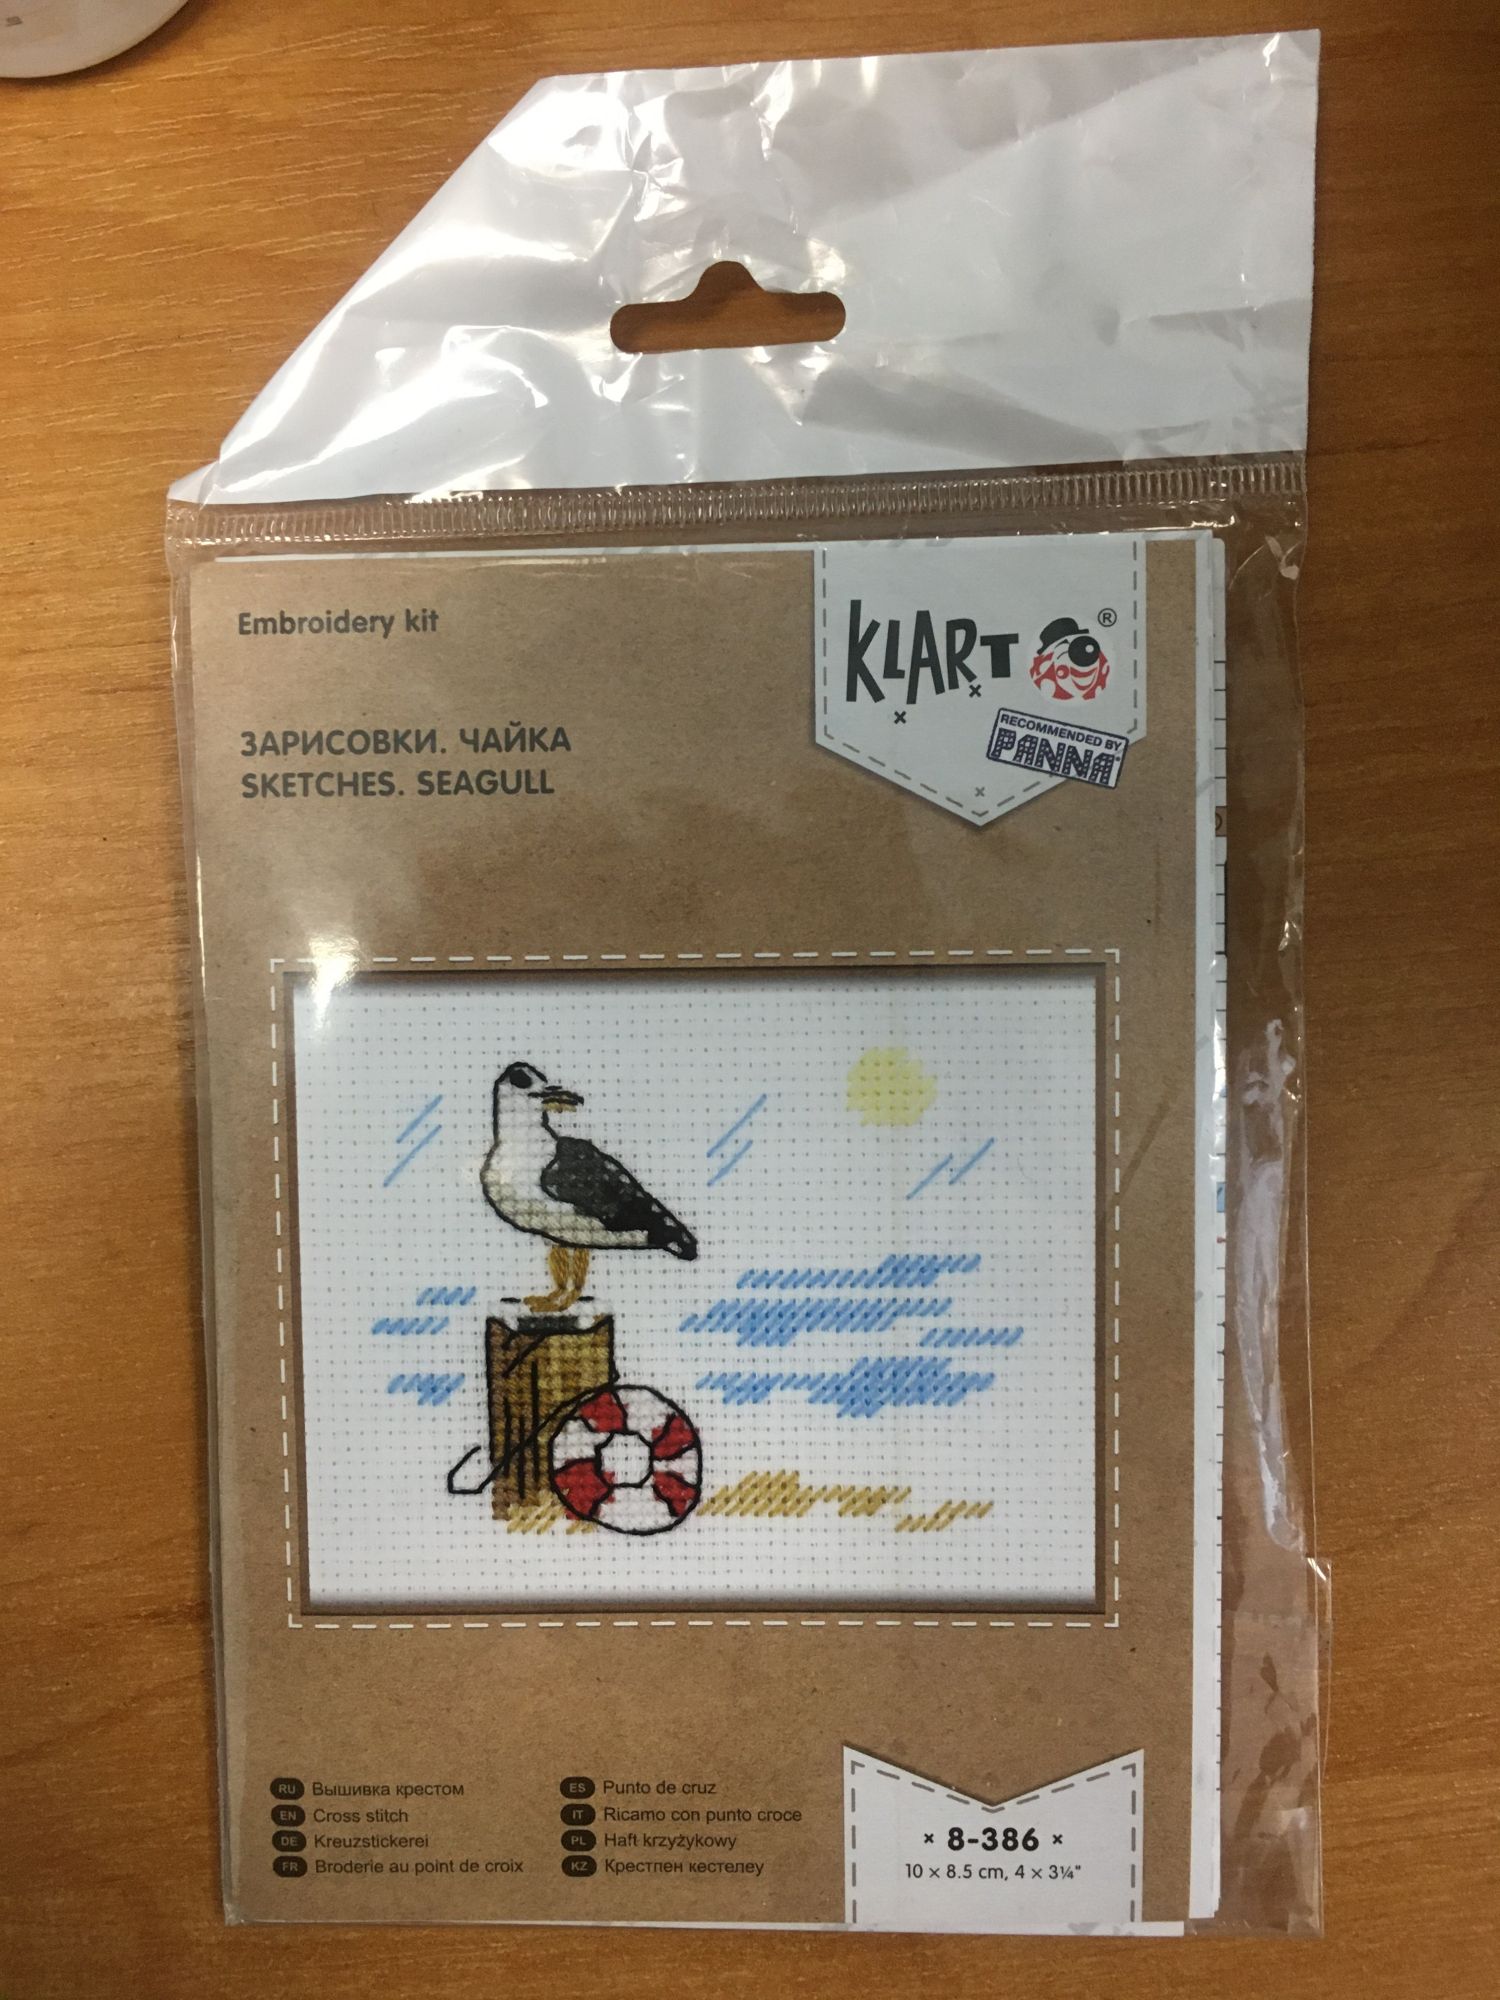 Embroidery kit
KLART ®
RECOMMENDED BY
PANNA
ЗАРИСОВКИ. ЧАЙКА
SKETCHES. SEAGULL
RU Вышивка крестом
EN Cross stitch
DE Kreuzstickerei
FR Broderie au point de croix
ES Punto de cruz
IT Ricamo con punto croce
PL Haft krzyżykowy
KZ Крестпен кестелеу
× 8-386 ×
10 × 8.5 cm, 4 × 3¼"